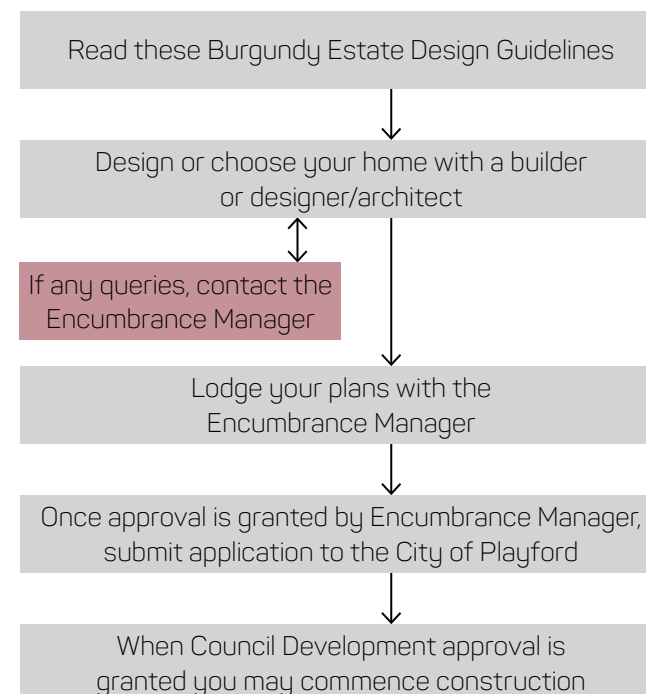 Read these Burgundy Estate Design Guidelines
Design or choose your home with a builder
or designer/architect
If any queries, contact the
Encumbrance Manager
Lodge your plans with the
Encumbrance Manager
Once approval is granted by Encumbrance Manager,
submit application to the City of Playford
When Council Development approval is
granted you may commence construction